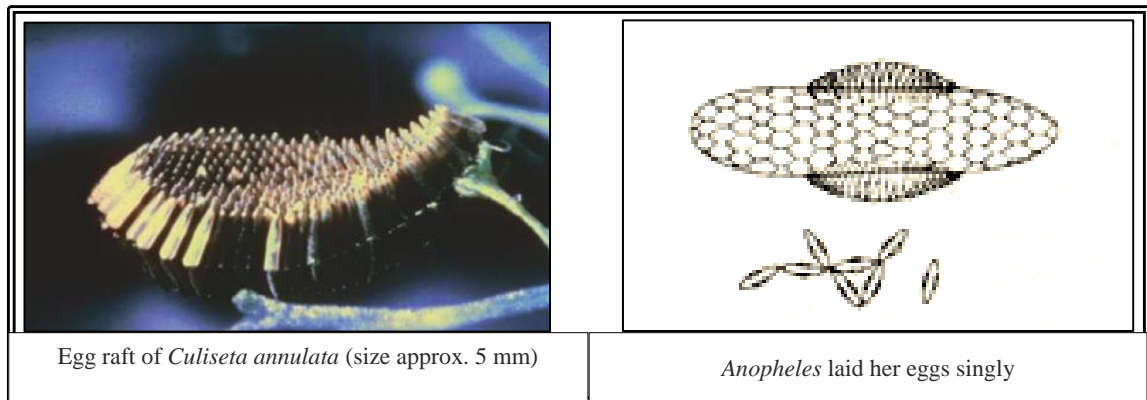 Egg raft of Culiseta annulata (size approx. 5 mm)
Anopheles laid her eggs singly